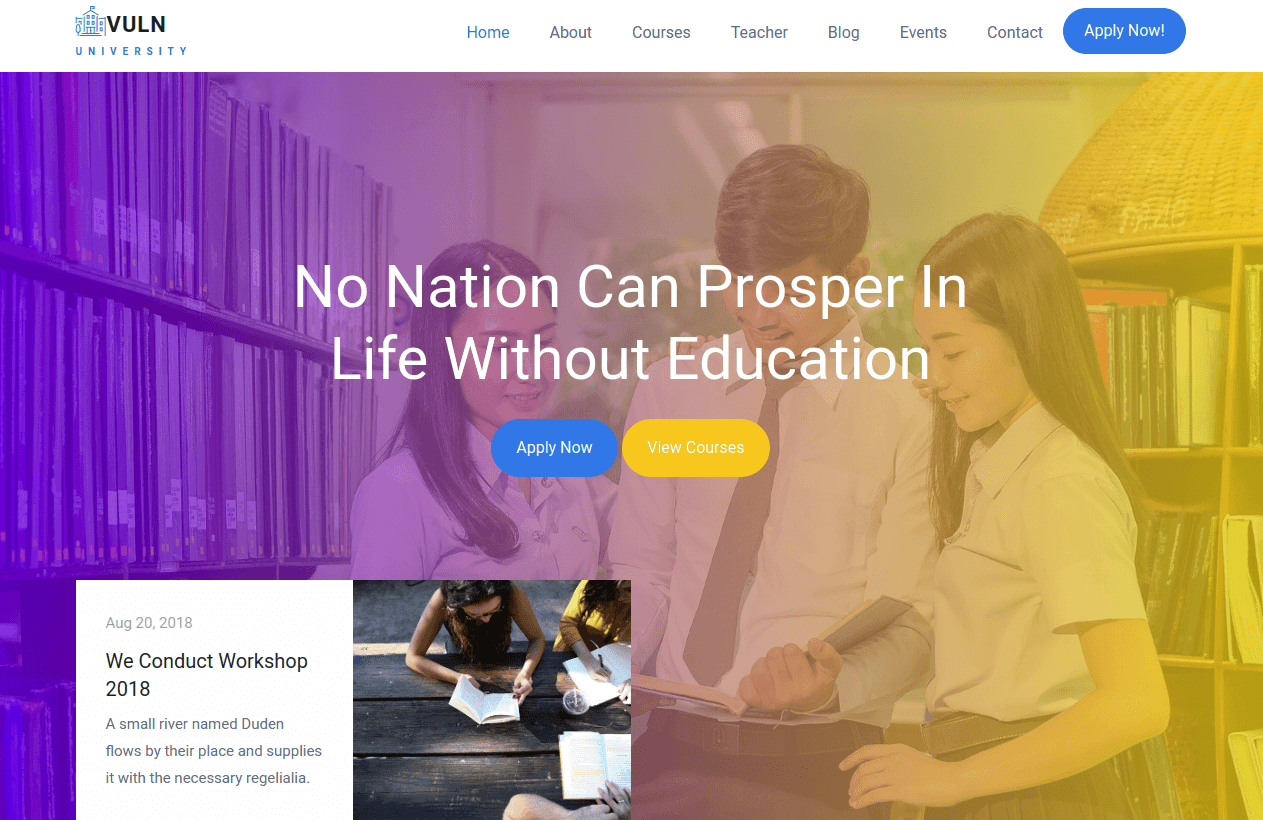 VULN
UNIVERSITY
Home About Courses Teacher Blog Events Contact Apply Now!
No Nation Can Prosper In
Life Without Education
Apply Now View Courses
Aug 20, 2018
We Conduct Workshop
2018
A small river named Duden
flows by their place and supplies
it with the necessary regelialia.